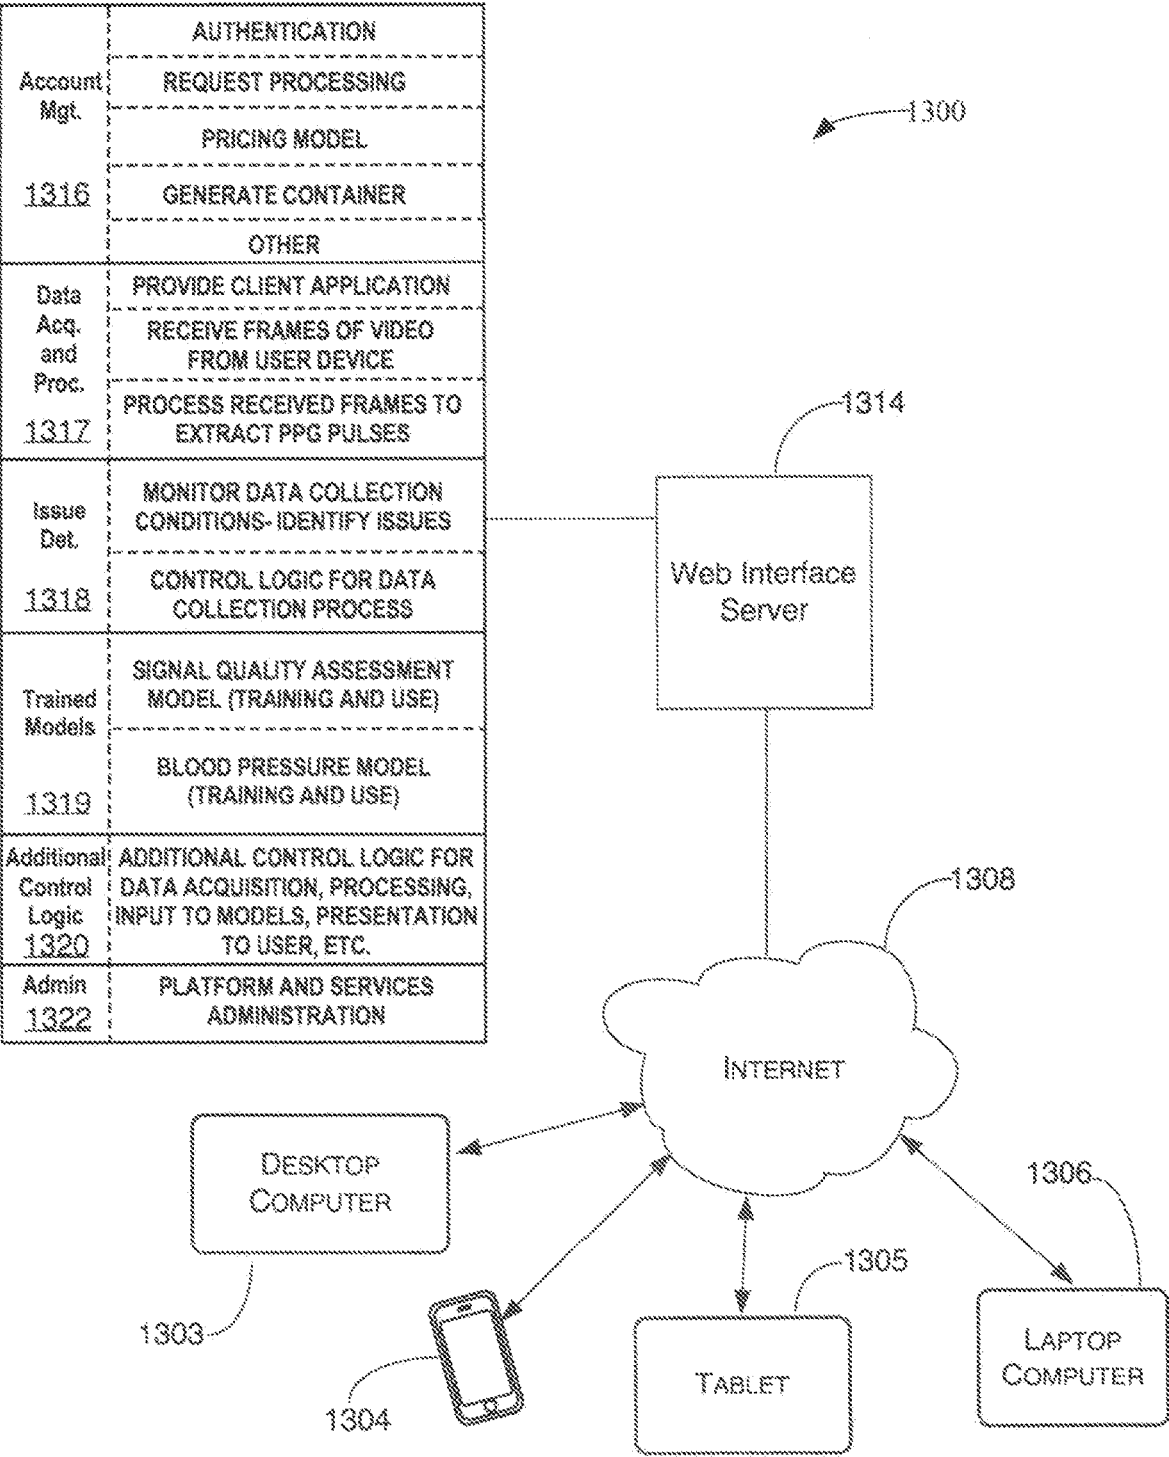 AUTHENTICATION
Account
Mgt.
1316
REQUEST PROCESSING
PRICING MODEL
GENERATE CONTAINER
OTHER
Data
Acq.
and
Proc.
1317
PROVIDE CLIENT APPLICATION
RECEIVE FRAMES OF VIDEO
FROM USER DEVICE
PROCESS RECEIVED FRAMES TO
EXTRACT PPG PULSES
Issue
Det.
1318
MONITOR DATA COLLECTION
CONDITIONS- IDENTIFY ISSUES
CONTROL LOGIC FOR DATA
COLLECTION PROCESS
Trained
Models
1319
SIGNAL QUALITY ASSESSMENT
MODEL (TRAINING AND USE)
BLOOD PRESSURE MODEL
(TRAINING AND USE)
Additional
Control
Logic
1320
ADDITIONAL CONTROL LOGIC FOR
DATA ACQUISITION, PROCESSING,
INPUT TO MODELS, PRESENTATION
TO USER, ETC.
Admin
1322
PLATFORM AND SERVICES
ADMINISTRATION
1300
1314
Web Interface
Server
1308
INTERNET
DESKTOP
COMPUTER
1303
1304
1305
TABLET
1306
LAPTOP
COMPUTER